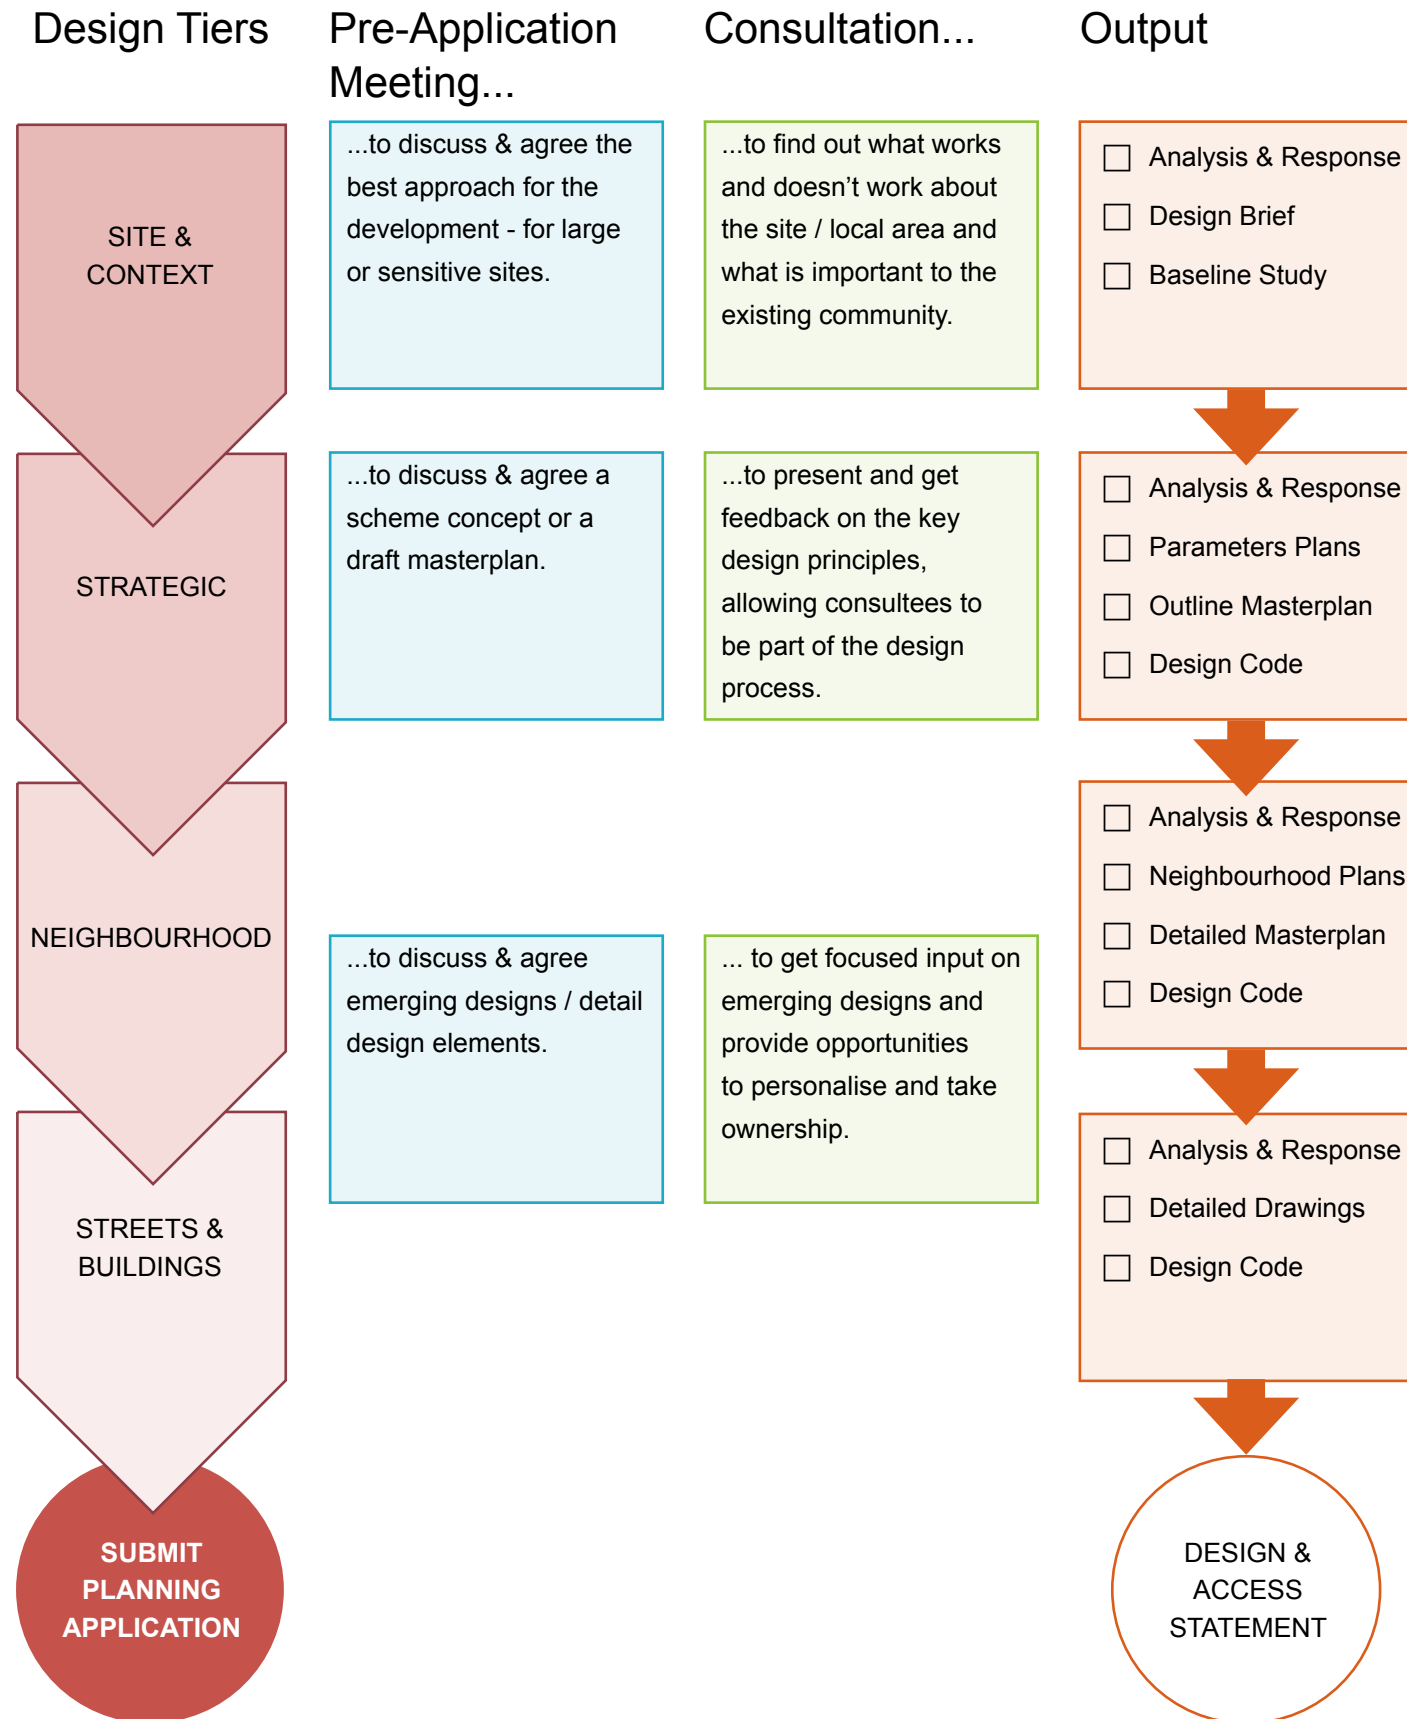 Design Tiers
Pre-Application
Meeting...
Consultation...
Output
SITE &
CONTEXT
...to discuss & agree the
best approach for the
development - for large
or sensitive sites.
...to find out what works
and doesn’t work about
the site / local area and
what is important to the
existing community.
Analysis & Response
Design Brief
Baseline Study
STRATEGIC
...to discuss & agree a
scheme concept or a
draft masterplan.
...to present and get
feedback on the key
design principles,
allowing consultees to
be part of the design
process.
Analysis & Response
Parameters Plans
Outline Masterplan
Design Code
NEIGHBOURHOOD
...to discuss & agree
emerging designs / detail
design elements.
... to get focused input on
emerging designs and
provide opportunities
to personalise and take
ownership.
Analysis & Response
Neighbourhood Plans
Detailed Masterplan
Design Code
STREETS &
BUILDINGS
Analysis & Response
Detailed Drawings
Design Code
SUBMIT
PLANNING
APPLICATION
DESIGN &
ACCESS
STATEMENT